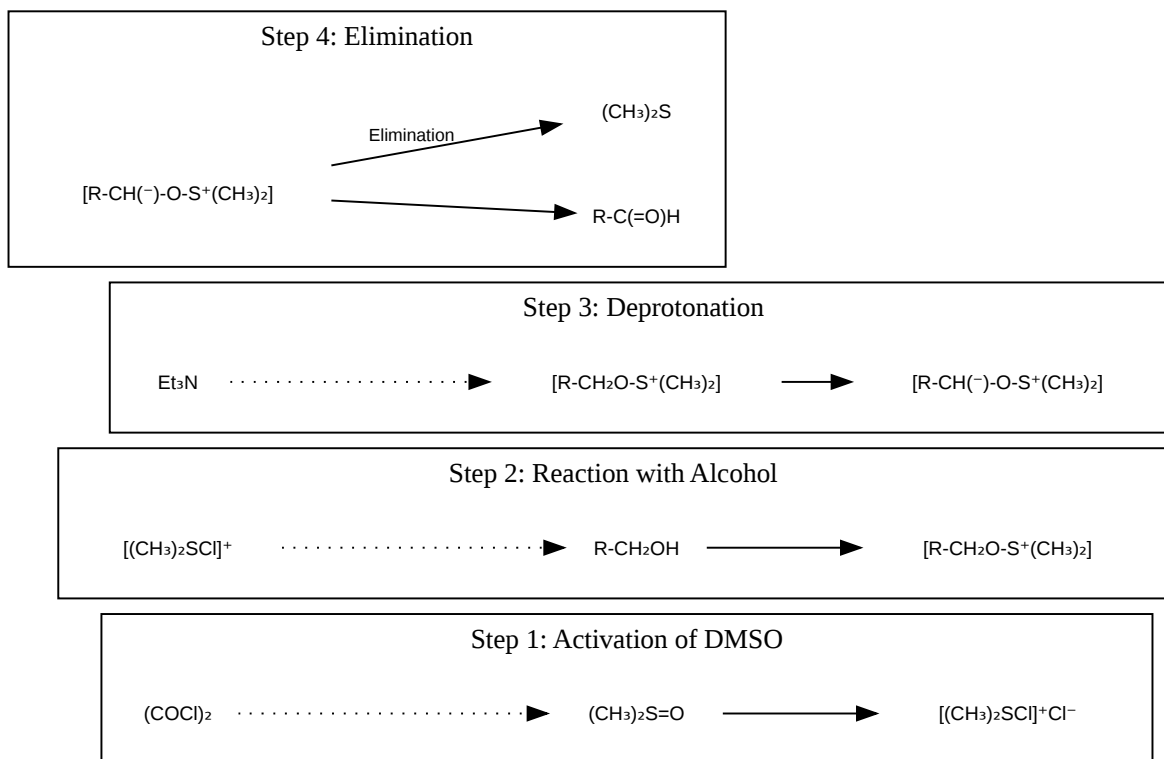 Step 4: Elimination
(CH₃)₂S
Elimination
[R-CH(⁻)-O-S⁺(CH₃)₂]
R-C(=O)H
Step 3: Deprotonation
Et₃N [R-CH₂O-S⁺(CH₃)₂] [R-CH(⁻)-O-S⁺(CH₃)₂]
Step 2: Reaction with Alcohol
[(CH₃)₂SCl]⁺ R-CH₂OH [R-CH₂O-S⁺(CH₃)₂]
Step 1: Activation of DMSO
(COCl)₂ (CH₃)₂S=O [(CH₃)₂SCl]⁺Cl⁻